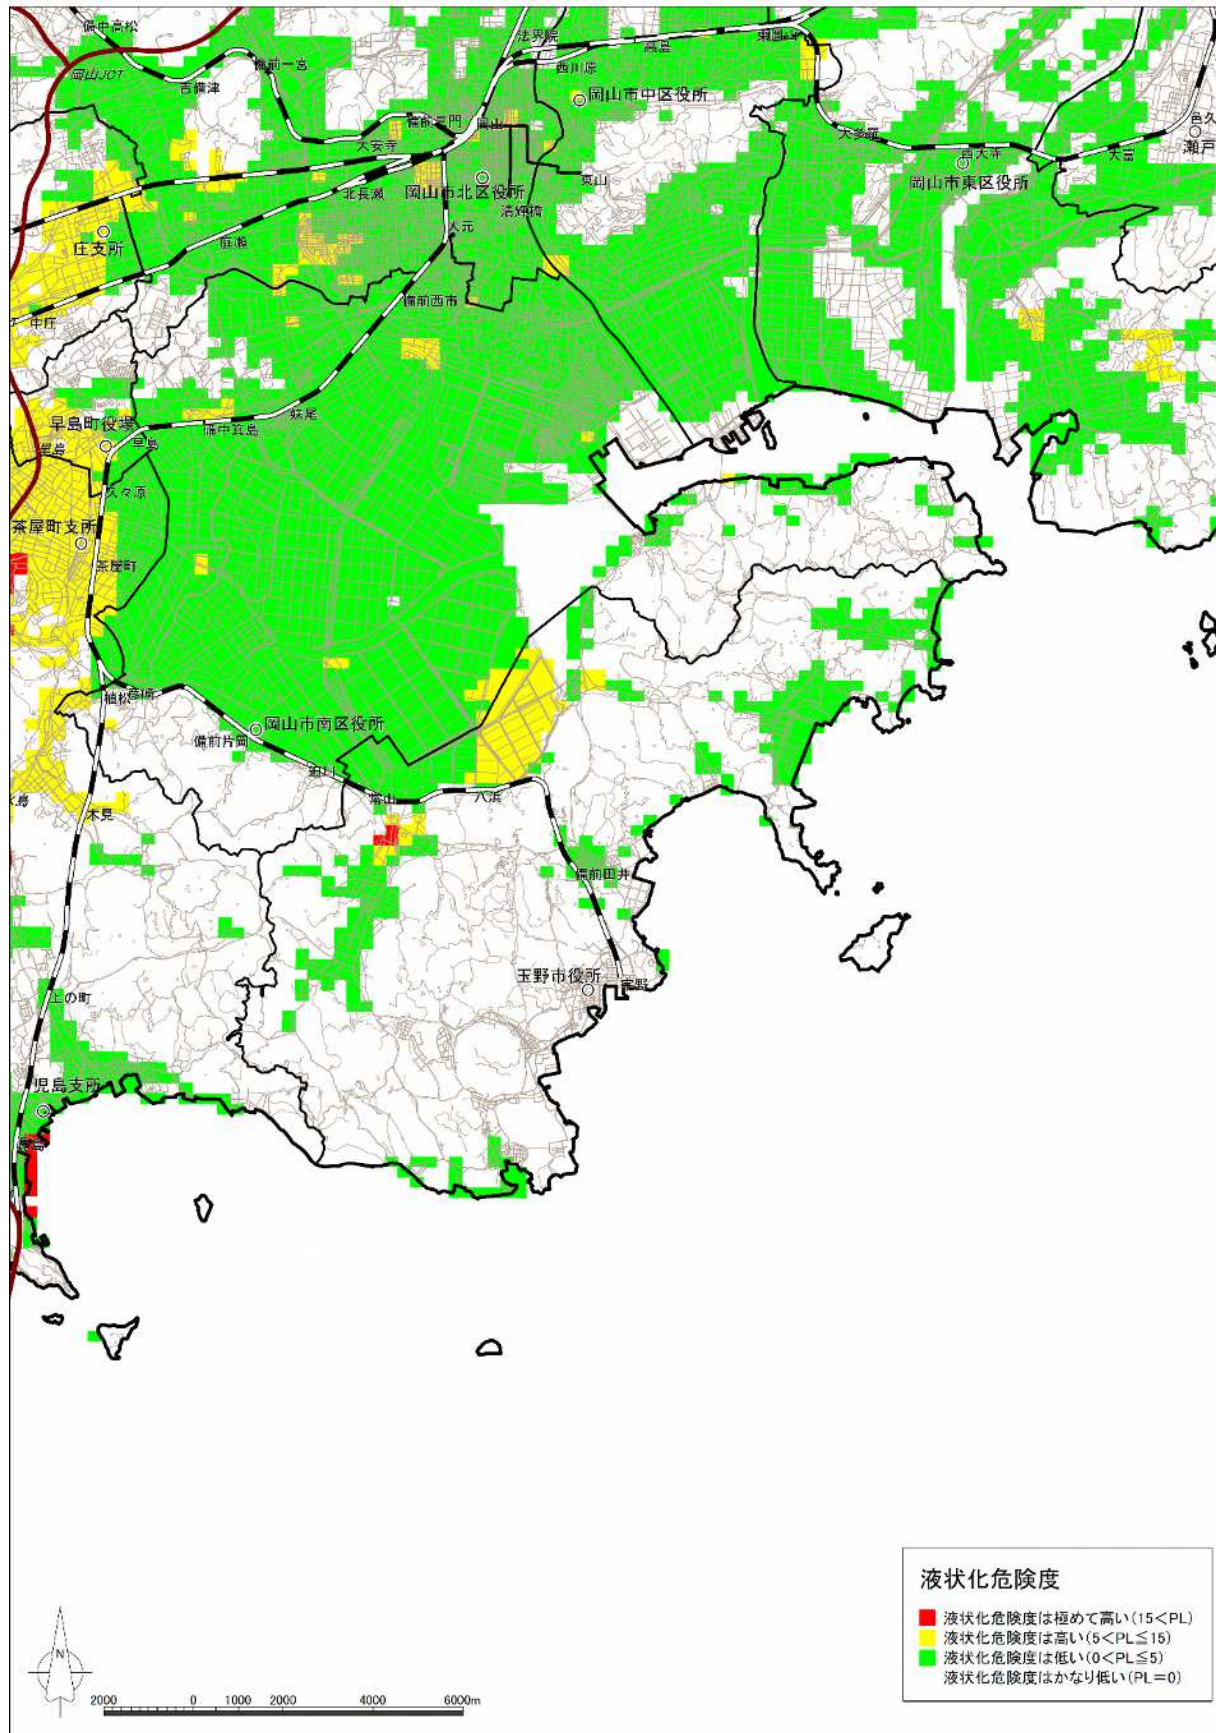 備中高松
法界院
高島
東岡山
岡山JCT
備前一宮
吉備津
西川原
岡山市中区役所
備前三門
岡山
大安寺
大多羅
西大寺
大富
邑久
瀬戸
岡山市東区役所
北長瀬
岡山市北区役所
東山
清輝橋
庄支所
庭瀬
大元
備前西市
中庄
早島町役場
早島
備中箕島
妹尾
久々原
茶屋町支所
茶屋町
植松
彦崎
岡山市南区役所
備前片岡
迫川
常山
八浜
木見
備前田井
玉野市役所
宇野
上の町
児島支所
児島
液状化危険度
液状化危険度は極めて高い(15<PL)
液状化危険度は高い(5<PL≦15)
液状化危険度は低い(0<PL≦5)
液状化危険度はかなり低い(PL=0)
N
2000 0 1000 2000 4000 6000m